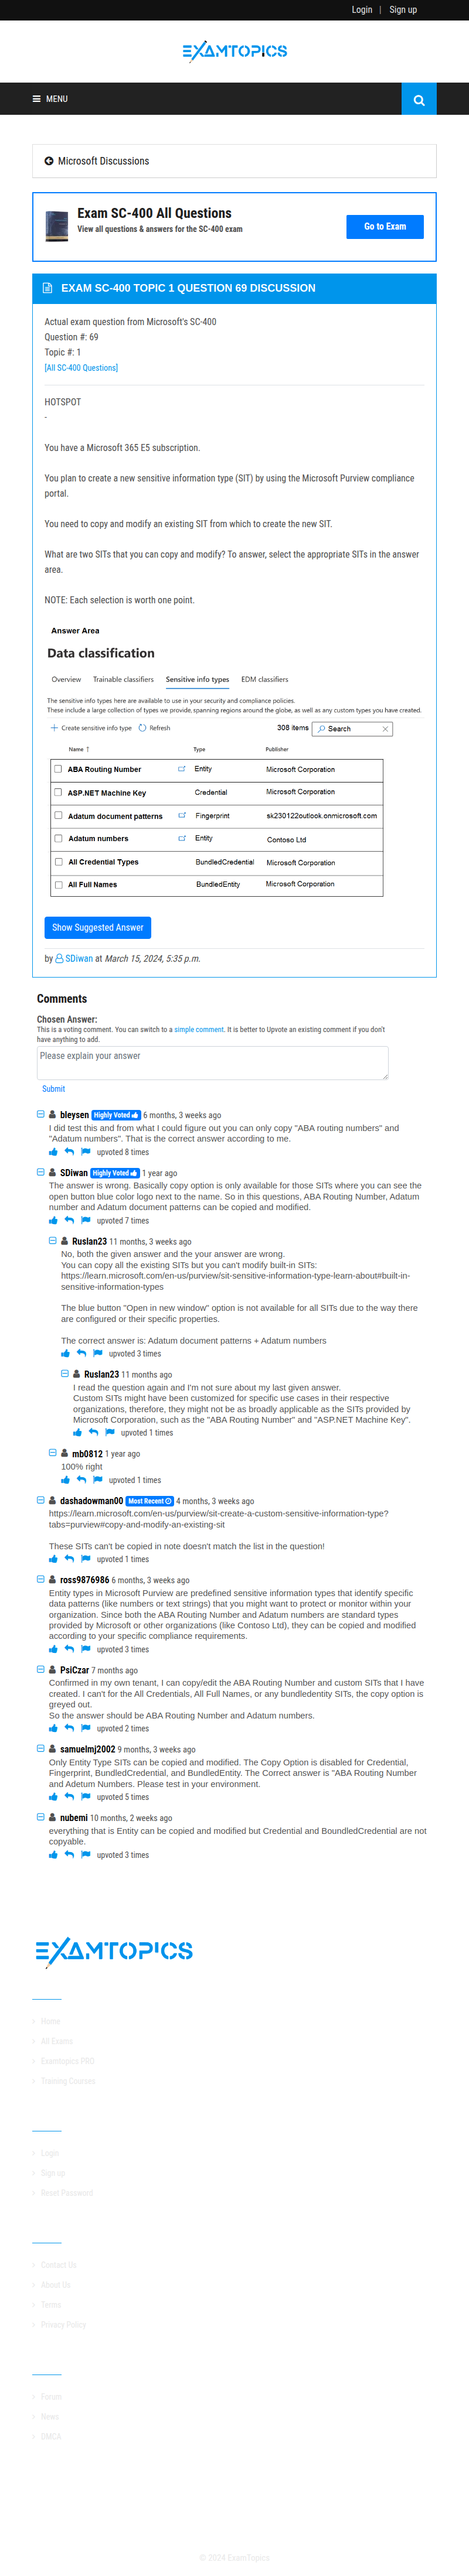 Login | Sign up
EXAMTOPICS
MENU
Microsoft Discussions
Exam SC-400 All Questions
View all questions & answers for the SC-400 exam
Go to Exam
EXAM SC-400 TOPIC 1 QUESTION 69 DISCUSSION
Actual exam question from Microsoft's SC-400
Question #: 69
Topic #: 1
[All SC-400 Questions]
HOTSPOT
-
You have a Microsoft 365 E5 subscription.
You plan to create a new sensitive information type (SIT) by using the Microsoft Purview compliance
portal.
You need to copy and modify an existing SIT from which to create the new SIT.
What are two SITs that you can copy and modify? To answer, select the appropriate SITs in the answer
area.
NOTE: Each selection is worth one point.
Answer Area
Data classification
Overview Trainable classifiers Sensitive info types EDM classifiers
The sensitive info types here are available to use in your security and compliance policies.
These include a large collection of types we provide, spanning regions around the globe, as well as any custom types you have created.
+ Create sensitive info type Refresh 308 items Search ×
Name ↑ Type Publisher
ABA Routing Number Entity Microsoft Corporation
ASP.NET Machine Key Credential Microsoft Corporation
Adatum document patterns Fingerprint sk230122outlook.onmicrosoft.com
Adatum numbers Entity Contoso Ltd
All Credential Types BundledCredential Microsoft Corporation
All Full Names BundledEntity Microsoft Corporation
Show Suggested Answer
by SDiwan at March 15, 2024, 5:35 p.m.
Comments
Chosen Answer:
This is a voting comment. You can switch to a simple comment. It is better to Upvote an existing comment if you don't
have anything to add.
Please explain your answer
Submit
bleysen Highly Voted 6 months, 3 weeks ago
I did test this and from what I could figure out you can only copy "ABA routing numbers" and
"Adatum numbers". That is the correct answer according to me.
upvoted 8 times
SDiwan Highly Voted 1 year ago
The answer is wrong. Basically copy option is only available for those SITs where you can see the
open button blue color logo next to the name. So in this questions, ABA Routing Number, Adatum
number and Adatum document patterns can be copied and modified.
upvoted 7 times
Ruslan23 11 months, 3 weeks ago
No, both the given answer and the your answer are wrong.
You can copy all the existing SITs but you can't modify built-in SITs:
https://learn.microsoft.com/en-us/purview/sit-sensitive-information-type-learn-about#built-in-
sensitive-information-types
The blue button "Open in new window" option is not available for all SITs due to the way there
are configured or their specific properties.
The correct answer is: Adatum document patterns + Adatum numbers
upvoted 3 times
Ruslan23 11 months ago
I read the question again and I'm not sure about my last given answer.
Custom SITs might have been customized for specific use cases in their respective
organizations, therefore, they might not be as broadly applicable as the SITs provided by
Microsoft Corporation, such as the "ABA Routing Number" and "ASP.NET Machine Key".
upvoted 1 times
mb0812 1 year ago
100% right
upvoted 1 times
dashadowman00 Most Recent 4 months, 3 weeks ago
https://learn.microsoft.com/en-us/purview/sit-create-a-custom-sensitive-information-type?
tabs=purview#copy-and-modify-an-existing-sit
These SITs can't be copied in note doesn't match the list in the question!
upvoted 1 times
ross9876986 6 months, 3 weeks ago
Entity types in Microsoft Purview are predefined sensitive information types that identify specific
data patterns (like numbers or text strings) that you might want to protect or monitor within your
organization. Since both the ABA Routing Number and Adatum numbers are standard types
provided by Microsoft or other organizations (like Contoso Ltd), they can be copied and modified
according to your specific compliance requirements.
upvoted 3 times
PsiCzar 7 months ago
Confirmed in my own tenant, I can copy/edit the ABA Routing Number and custom SITs that I have
created. I can't for the All Credentials, All Full Names, or any bundledentity SITs, the copy option is
greyed out.
So the answer should be ABA Routing Number and Adatum numbers.
upvoted 2 times
samuelmj2002 9 months, 3 weeks ago
Only Entity Type SITs can be copied and modified. The Copy Option is disabled for Credential,
Fingerprint, BundledCredential, and BundledEntity. The Correct answer is "ABA Routing Number
and Adetum Numbers. Please test in your environment.
upvoted 5 times
nubemi 10 months, 2 weeks ago
everything that is Entity can be copied and modified but Credential and BoundledCredential are not
copyable.
upvoted 3 times
EXAMTOPICS
Home
All Exams
Examtopics PRO
Training Courses
Login
Sign up
Reset Password
Contact Us
About Us
Terms
Privacy Policy
Forum
News
DMCA
© 2024 ExamTopics